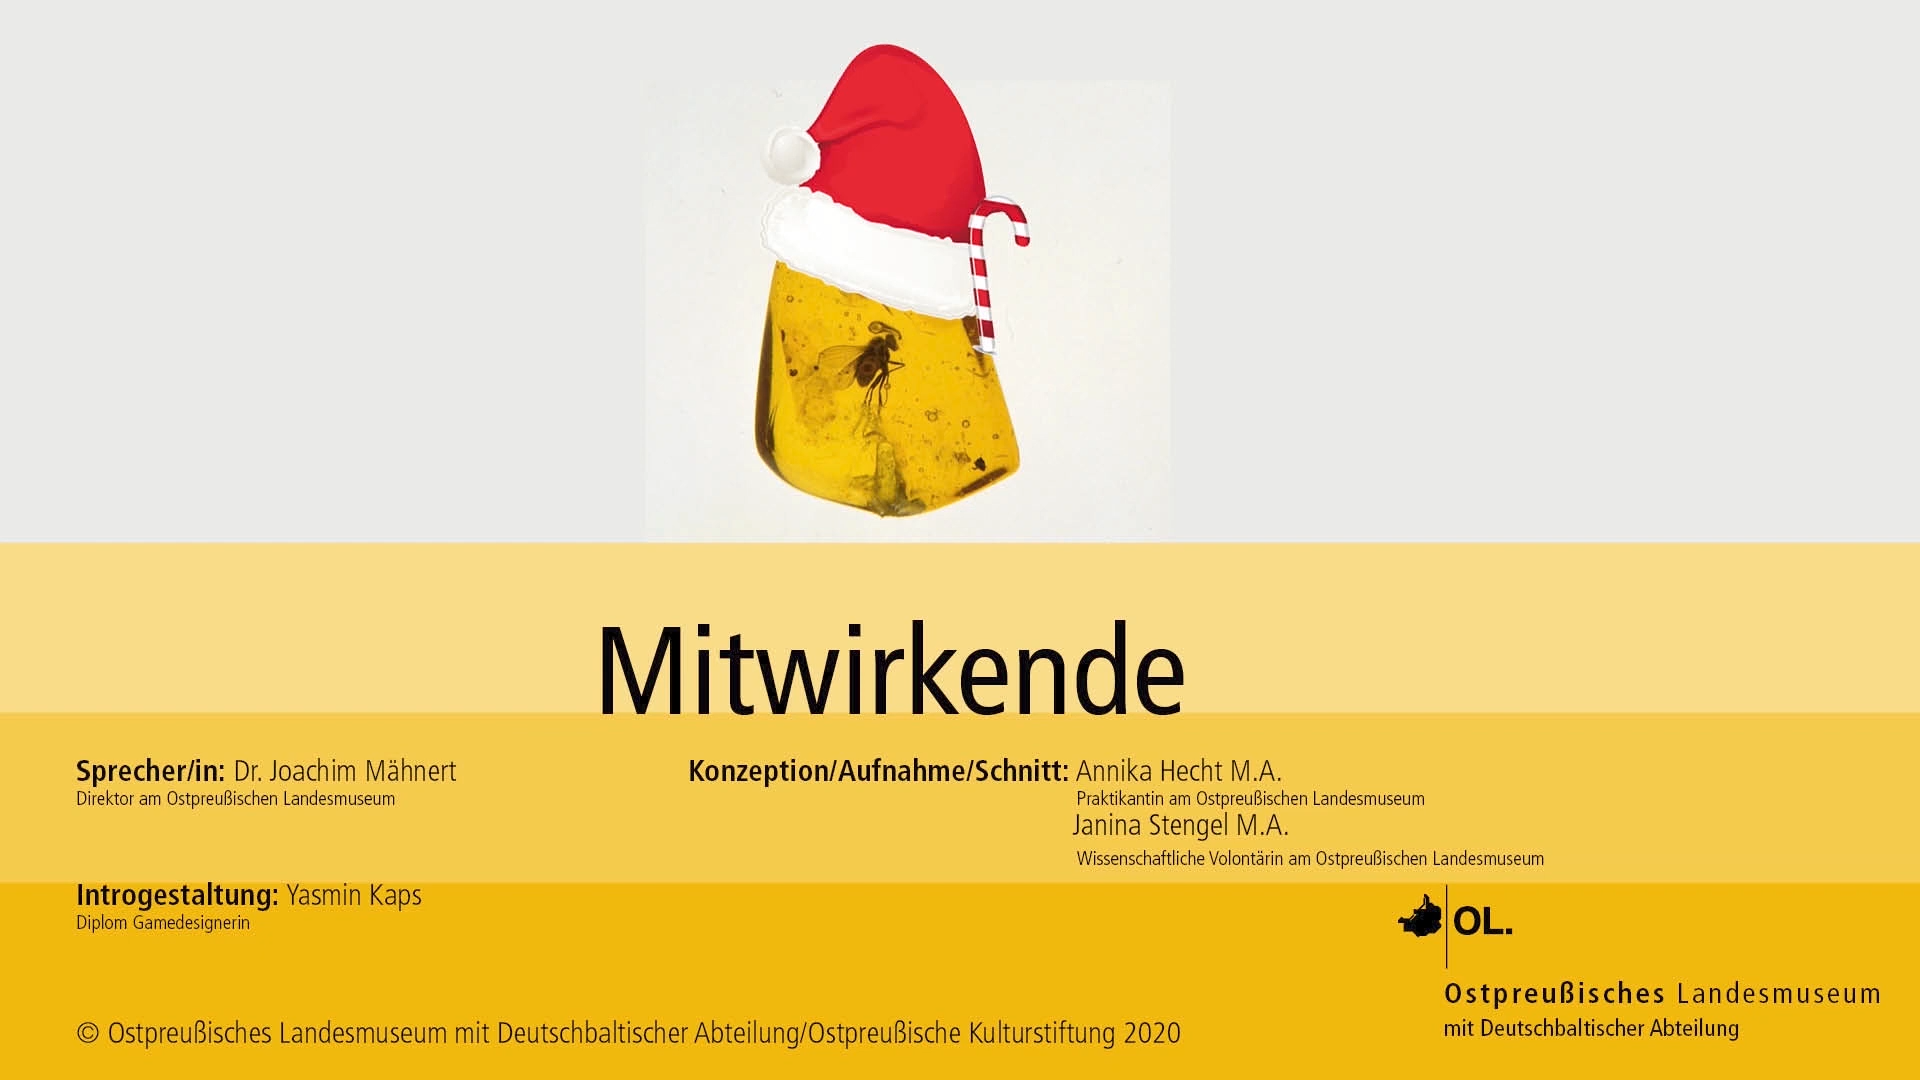 Mitwirkende
Sprecher/in: Dr. Joachim Mähnert
Direktor am Ostpreußischen Landesmuseum
Konzeption/Aufnahme/Schnitt: Annika Hecht M.A.
Praktikantin am Ostpreußischen Landesmuseum
Janina Stengel M.A.
Wissenschaftliche Volontärin am Ostpreußischen Landesmuseum
Introgestaltung: Yasmin Kaps
Diplom Gamedesignerin
OL.
Ostpreußisches Landesmuseum
mit Deutschbaltischer Abteilung
© Ostpreußisches Landesmuseum mit Deutschbaltischer Abteilung/Ostpreußische Kulturstiftung 2020